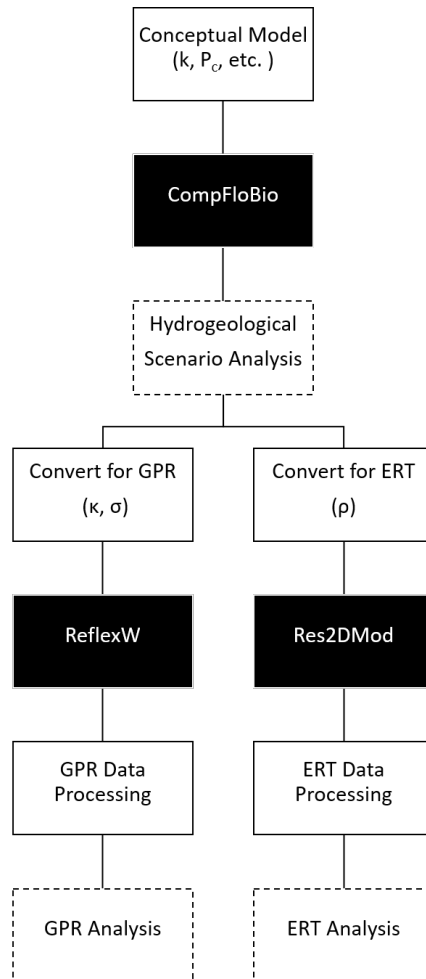 Conceptual Model
(k, Pc, etc. )
CompFloBio
Hydrogeological
Scenario Analysis
Convert for GPR
(κ, σ)
Convert for ERT
(ρ)
ReflexW
Res2DMod
GPR Data
Processing
ERT Data
Processing
GPR Analysis
ERT Analysis